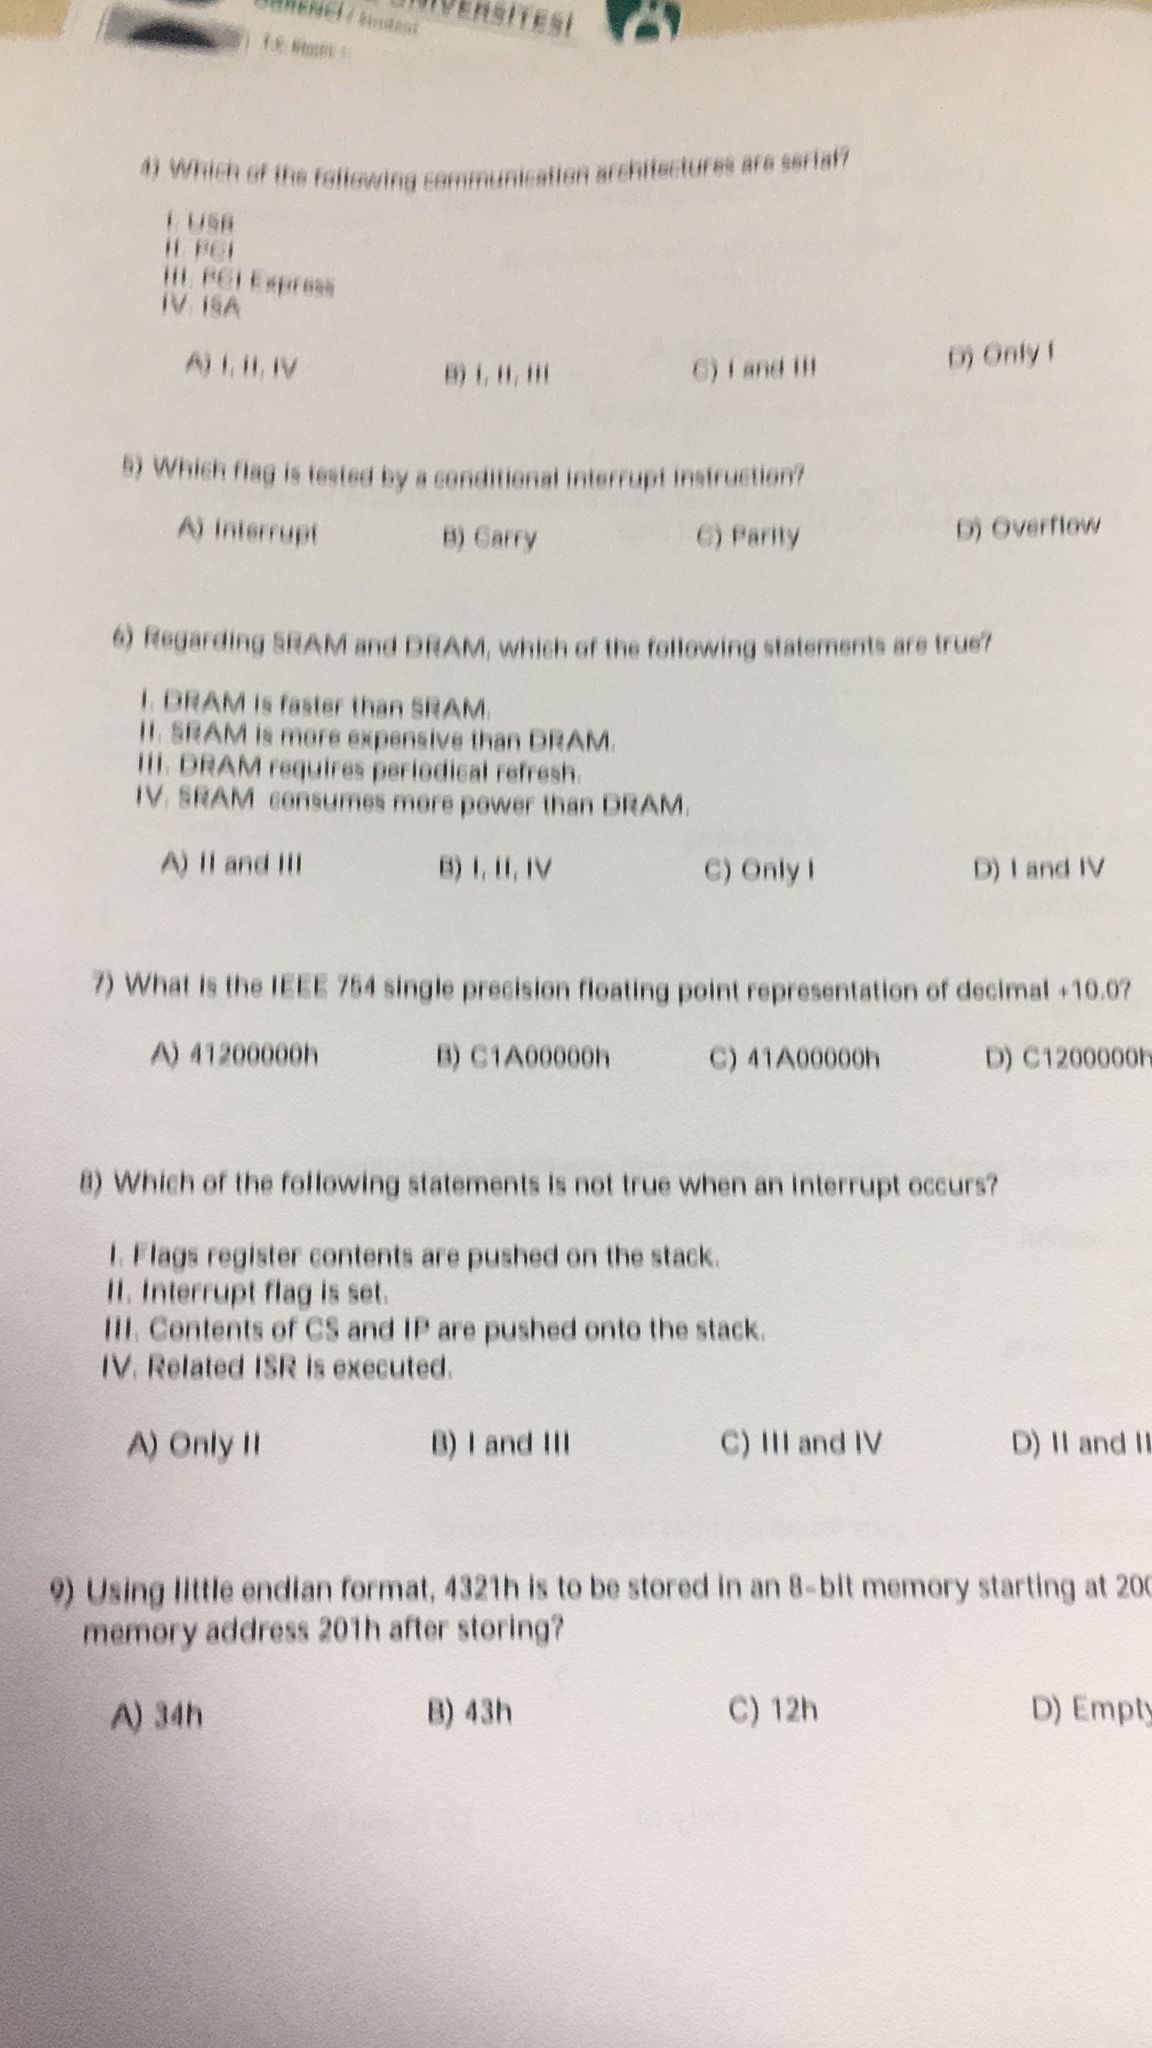 ÜNİVERSİTESİ
ÖĞRENCİ / Student
4) Which of the following communication architectures are serial?
I. USB
II. PCI
III. PCI Express
IV. ISA
A) I, II, IV B) I, II, III C) I and III D) Only I
5) Which flag is tested by a conditional interrupt instruction?
A) Interrupt B) Carry C) Parity D) Overflow
6) Regarding SRAM and DRAM, which of the following statements are true?
I. DRAM is faster than SRAM.
II. SRAM is more expensive than DRAM.
III. DRAM requires periodical refresh.
IV. SRAM consumes more power than DRAM.
A) II and III B) I, II, IV C) Only I D) I and IV
7) What is the IEEE 754 single precision floating point representation of decimal +10.0?
A) 41200000h B) C1A00000h C) 41A00000h D) C1200000h
8) Which of the following statements is not true when an interrupt occurs?
I. Flags register contents are pushed on the stack.
II. Interrupt flag is set.
III. Contents of CS and IP are pushed onto the stack.
IV. Related ISR is executed.
A) Only II B) I and III C) III and IV D) II and II
9) Using little endian format, 4321h is to be stored in an 8-bit memory starting at 200
memory address 201h after storing?
A) 34h B) 43h C) 12h D) Empty